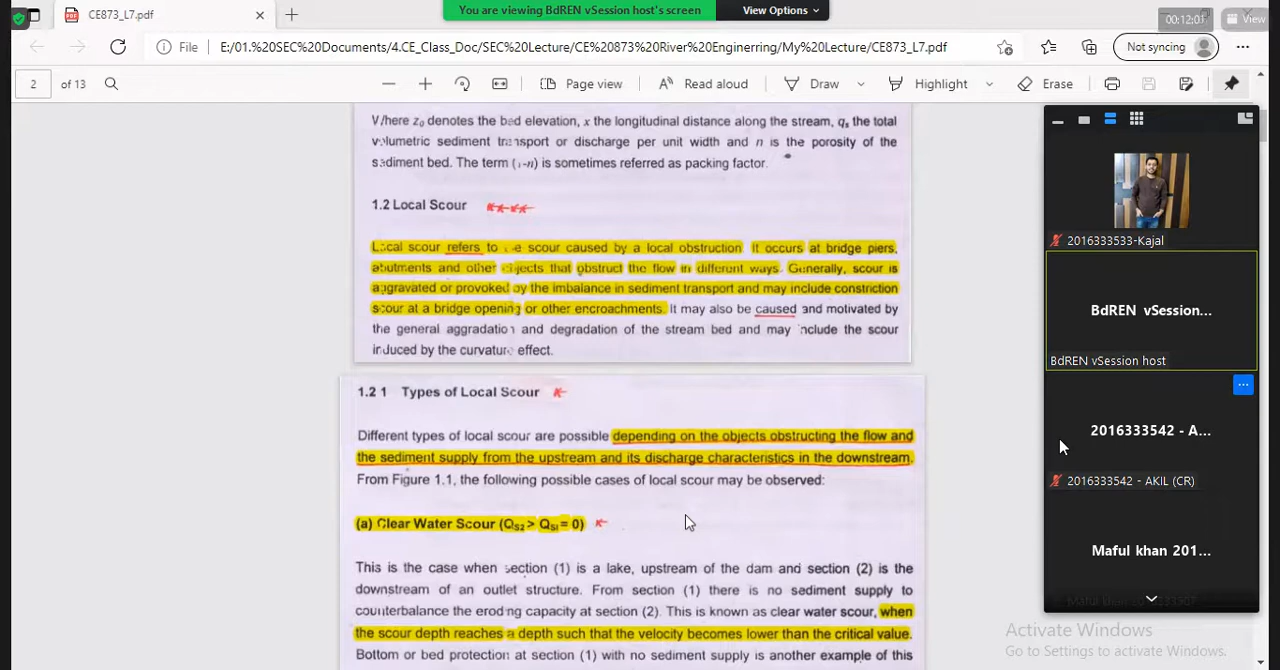 CE873_L7.pdf
You are viewing BdREN vSession host's screen
View Options
00:12:01
View
File
E:/01.%20SEC%20Documents/4.CE_Class_Doc/SEC%20Lecture/CE%20873%20River%20Enginerring/My%20Lecture/CE873_L7.pdf
Not syncing
2 of 13
Page view
Read aloud
Draw
Highlight
Erase
Where z0 denotes the bed elevation, x the longitudinal distance along the stream, qs the total
volumetric sediment transport or discharge per unit width and n is the porosity of the
sediment bed. The term (1-n) is sometimes referred as packing factor.
1.2 Local Scour
Local scour refers to the scour caused by a local obstruction It occurs at bridge piers,
abutments and other objects that obstruct the flow in different ways. Generally, scour is
aggravated or provoked by the imbalance in sediment transport and may include constriction
scour at a bridge opening or other encroachments. It may also be caused and motivated by
the general aggradation and degradation of the stream bed and may include the scour
induced by the curvature effect.
1.2 1 Types of Local Scour
Different types of local scour are possible depending on the objects obstructing the flow and
the sediment supply from the upstream and its discharge characteristics in the downstream.
From Figure 1.1, the following possible cases of local scour may be observed:
(a) Clear Water Scour (QS2 > QS1 = 0)
This is the case when section (1) is a lake, upstream of the dam and section (2) is the
downstream of an outlet structure. From section (1) there is no sediment supply to
counterbalance the eroding capacity at section (2). This is known as clear water scour, when
the scour depth reaches a depth such that the velocity becomes lower than the critical value.
Bottom or bed protection at section (1) with no sediment supply is another example of this
2016333533-Kajal
BdREN vSession...
BdREN vSession host
2016333542 - A...
2016333542 - AKIL (CR)
Maful khan 201...
Activate Windows
Go to Settings to activate Windows.